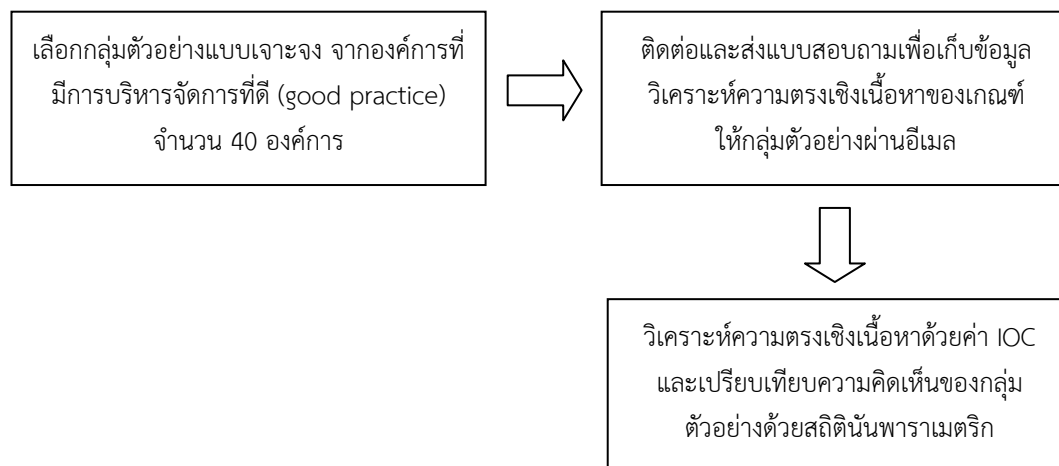 เลือกกลุ่มตัวอย่างแบบเจาะจง จากองค์การที่
มีการบริหารจัดการที่ดี (good practice)
จำนวน 40 องค์การ
ติดต่อและส่งแบบสอบถามเพื่อเก็บข้อมูล
วิเคราะห์ความตรงเชิงเนื้อหาของเกณฑ์
ให้กลุ่มตัวอย่างผ่านอีเมล
วิเคราะห์ความตรงเชิงเนื้อหาด้วยค่า IOC
และเปรียบเทียบความคิดเห็นของกลุ่ม
ตัวอย่างด้วยสถิตินันพาราเมตริก